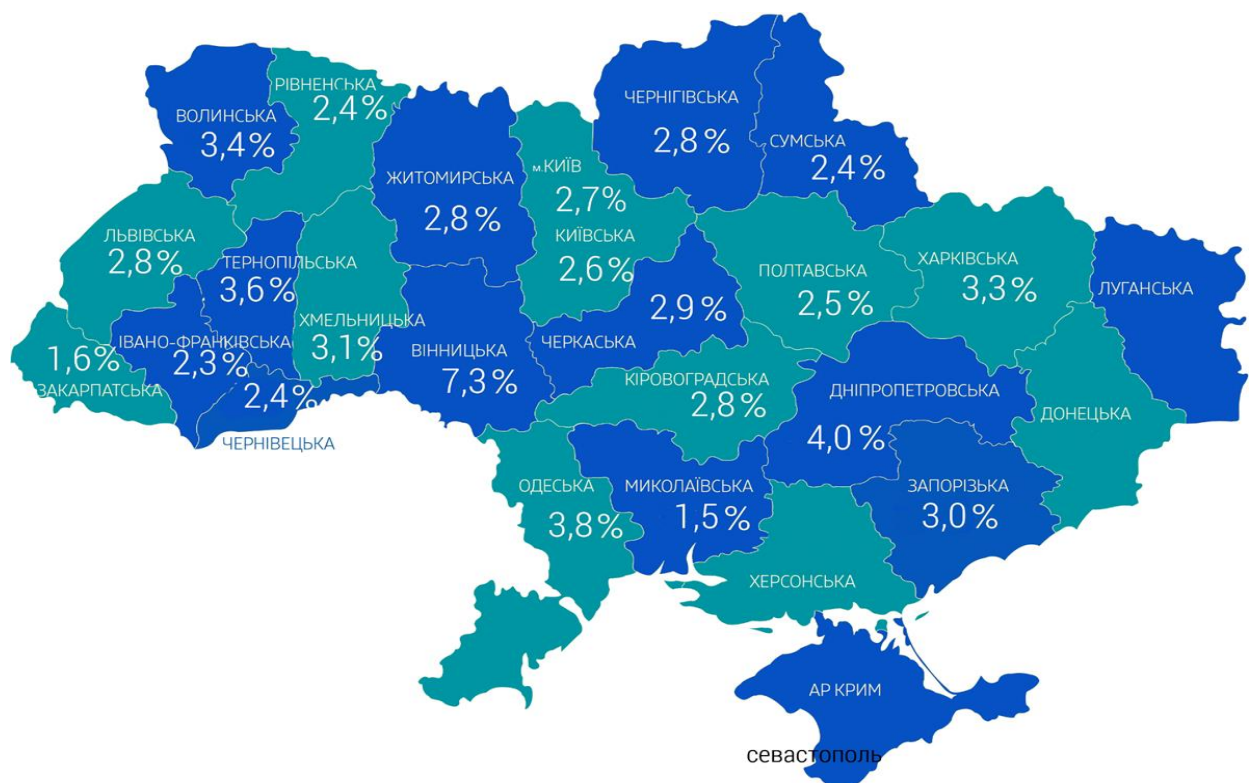 РІВНЕНСЬКА
2,4%
ВОЛИНСЬКА
3,4%
ЧЕРНІГІВСЬКА
2,8%
СУМСЬКА
2,4%
ЖИТОМИРСЬКА
2,8%
м.КИЇВ
2,7%
КИЇВСЬКА
2,6%
ЛЬВІВСЬКА
2,8%
ТЕРНОПІЛЬСЬКА
3,6%
ХМЕЛЬНИЦЬКА
3,1%
ПОЛТАВСЬКА
2,5%
ХАРКІВСЬКА
3,3%
ЛУГАНСЬКА
2,9%
ЧЕРКАСЬКА
ІВАНО-ФРАНКІВСЬКА
2,3%
ВІННИЦЬКА
7,3%
1,6%
ЗАКАРПАТСЬКА
2,4%
ЧЕРНІВЕЦЬКА
КІРОВОГРАДСЬКА
2,8%
ДНІПРОПЕТРОВСЬКА
4,0%
ДОНЕЦЬКА
ОДЕСЬКА
3,8%
МИКОЛАЇВСЬКА
1,5%
ЗАПОРІЗЬКА
3,0%
ХЕРСОНСЬКА
АР КРИМ
севастополь